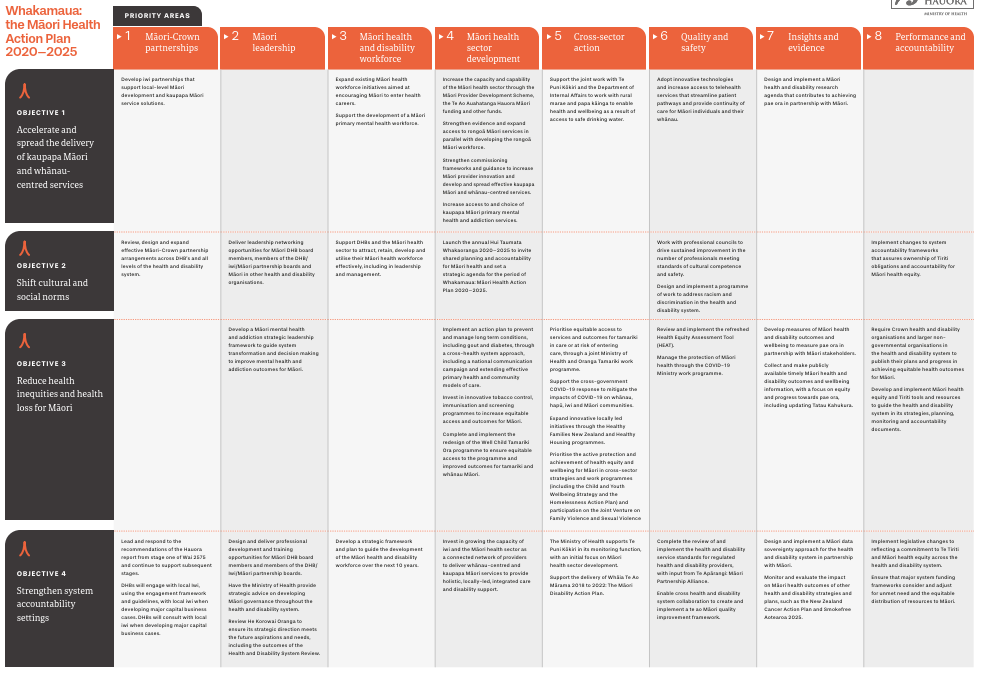 Whakamaua:
the Māori Health
Action Plan
2020–2025
PRIORITY AREAS
HAUORA
MINISTRY OF HEALTH
1 Māori-Crown
partnerships
2 Māori
leadership
3 Māori health
and disability
workforce
4 Māori health
sector
development
5 Cross-sector
action
6 Quality and
safety
7 Insights and
evidence
8 Performance and
accountability
OBJECTIVE 1
Accelerate and
spread the delivery
of kaupapa Māori
and whānau-
centred services
Develop iwi partnerships that
support local-level Māori
development and kaupapa Māori
service solutions.
Expand existing Māori health
workforce initiatives aimed at
encouraging Māori to enter health
careers.
Support the development of a Māori
primary mental health workforce.
Increase the capacity and capability
of the Māori health sector through the
Māori Provider Development Scheme,
the Te Ao Auahatanga Hauora Māori
funding and other funds.
Strengthen evidence and expand
access to rongoā Māori services in
parallel with developing the rongoā
Māori workforce.
Strengthen commissioning
frameworks and guidance to increase
Māori provider innovation and
develop and spread effective kaupapa
Māori and whānau-centred services.
Increase access to and choice of
kaupapa Māori primary mental
health and addiction services.
Support the joint work with Te
Puni Kōkiri and the Department of
Internal Affairs to work with rural
marae and papa kāinga to enable
health and wellbeing as a result of
access to safe drinking water.
Adopt innovative technologies
and increase access to telehealth
services that streamline patient
pathways and provide continuity of
care for Māori individuals and their
whānau.
Design and implement a Māori
health and disability research
agenda that contributes to achieving
pae ora in partnership with Māori.
OBJECTIVE 2
Shift cultural and
social norms
Review, design and expand
effective Māori-Crown partnership
arrangements across DHB's and all
levels of the health and disability
system.
Deliver leadership networking
opportunities for Māori DHB board
members, members of the DHB/
iwi/Māori partnership boards and
Māori in other health and disability
organisations.
Support DHBs and the Māori health
sector to attract, retain, develop and
utilise their Māori health workforce
effectively, including in leadership
and management.
Launch the annual Hui Taumata
Whakaoranga 2020–2025 to invite
shared planning and accountability
for Māori health and set a
strategic agenda for the period of
Whakamaua: Māori Health Action
Plan 2020–2025.
Work with professional councils to
drive sustained improvement in the
number of professionals meeting
standards of cultural competence
and safety.
Design and implement a programme
of work to address racism and
discrimination in the health and
disability system.
Implement changes to system
accountability frameworks
that assures ownership of Tiriti
obligations and accountability for
Māori health equity.
OBJECTIVE 3
Reduce health
inequities and health
loss for Māori
Develop a Māori mental health
and addiction strategic leadership
framework to guide system
transformation and decision making
to improve mental health and
addiction outcomes for Māori.
Implement an action plan to prevent
and manage long term conditions,
including gout and diabetes, through
a cross-health system approach,
including a national communication
campaign and extending effective
primary health and community
models of care.
Invest in innovative tobacco control,
immunisation and screening
programmes to increase equitable
access and outcomes for Māori.
Complete and implement the
redesign of the Well Child Tamariki
Ora programme to ensure equitable
access to the programme and
improved outcomes for tamariki and
whānau Māori.
Prioritise equitable access to
services and outcomes for tamariki
in care or at risk of entering
care, through a joint Ministry of
Health and Oranga Tamariki work
programme.
Support the cross-government
COVID-19 response to mitigate the
impacts of COVID-19 on whānau,
hapū, iwi and Māori communities.
Expand innovative locally led
initiatives through the Healthy
Families New Zealand and Healthy
Housing programmes.
Prioritise the active protection and
achievement of health equity and
wellbeing for Māori in cross-sector
strategies and work programmes
(including the Child and Youth
Wellbeing Strategy and the
Homelessness Action Plan) and
participation on the Joint Venture on
Family Violence and Sexual Violence
Review and implement the refreshed
Health Equity Assessment Tool
(HEAT).
Manage the protection of Māori
health through the COVID-19
Ministry work programme.
Develop measures of Māori health
and disability outcomes and
wellbeing to measure pae ora in
partnership with Māori stakeholders.
Collect and make publicly
available timely Māori health and
disability outcomes and wellbeing
information, with a focus on equity
and progress towards pae ora,
including updating Tatau Kahukura.
Require Crown health and disability
organisations and larger non-
governmental organisations in
the health and disability system to
publish their plans and progress in
achieving equitable health outcomes
for Māori.
Develop and implement Māori health
equity and Tiriti tools and resources
to guide the health and disability
system in its strategies, planning,
monitoring and accountability
documents.
OBJECTIVE 4
Strengthen system
accountability
settings
Lead and respond to the
recommendations of the Hauora
report from stage one of Wai 2575
and continue to support subsequent
stages.
DHBs will engage with local iwi,
using the engagement framework
and guidelines, with local iwi when
developing major capital business
cases. DHBs will consult with local
iwi when developing major capital
business cases.
Design and deliver professional
development and training
opportunities for Māori DHB board
members and members of the DHB/
iwi/Māori partnership boards.
Have the Ministry of Health provide
strategic advice on developing
Māori governance throughout the
health and disability system.
Review He Korowai Oranga to
ensure its strategic direction meets
the future aspirations and needs,
including the outcomes of the
Health and Disability System Review.
Develop a strategic framework
and plan to guide the development
of the Māori health and disability
workforce over the next 10 years.
Invest in growing the capacity of
iwi and the Māori health sector as
a connected network of providers
to deliver whānau-centred and
kaupapa Māori services to provide
holistic, locally-led, integrated care
and disability support.
The Ministry of Health supports Te
Puni Kōkiri in its monitoring function,
with an initial focus on Māori
health sector development.
Support the delivery of Whāia Te Ao
Mārama 2018 to 2022: The Māori
Disability Action Plan.
Complete the review of and
implement the health and disability
service standards for regulated
health and disability providers,
with input from Te Apārangi: Māori
Partnership Alliance.
Enable cross health and disability
system collaboration to create and
implement a te ao Māori quality
improvement framework.
Design and implement a Māori data
sovereignty approach for the health
and disability system in partnership
with Māori.
Monitor and evaluate the impact
on Māori health outcomes of other
health and disability strategies and
plans, such as the New Zealand
Cancer Action Plan and Smokefree
Aotearoa 2025.
Implement legislative changes to
reflecting a commitment to Te Tiriti
and Māori health equity across the
health and disability system.
Ensure that major system funding
frameworks consider and adjust
for unmet need and the equitable
distribution of resources to Māori.